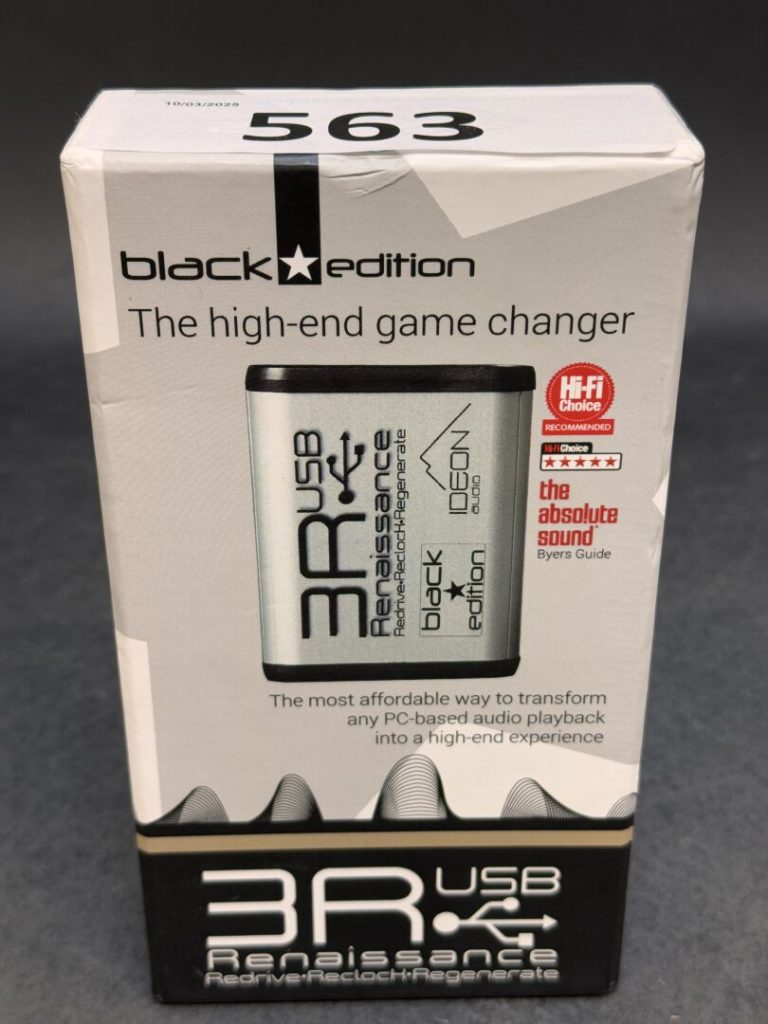 10/03/2025
563
black edition
The high-end game changer
3R USB
Renaissance
Redrive•Reclock•Regenerate
IDEON
audio
black
edition
Hi-Fi
Choice
RECOMMENDED
Hi-Fi Choice
the
absolute
sound
Byers Guide
The most affordable way to transform
any PC-based audio playback
into a high-end experience
3R USB
Renaissance
Redrive•Reclock•Regenerate